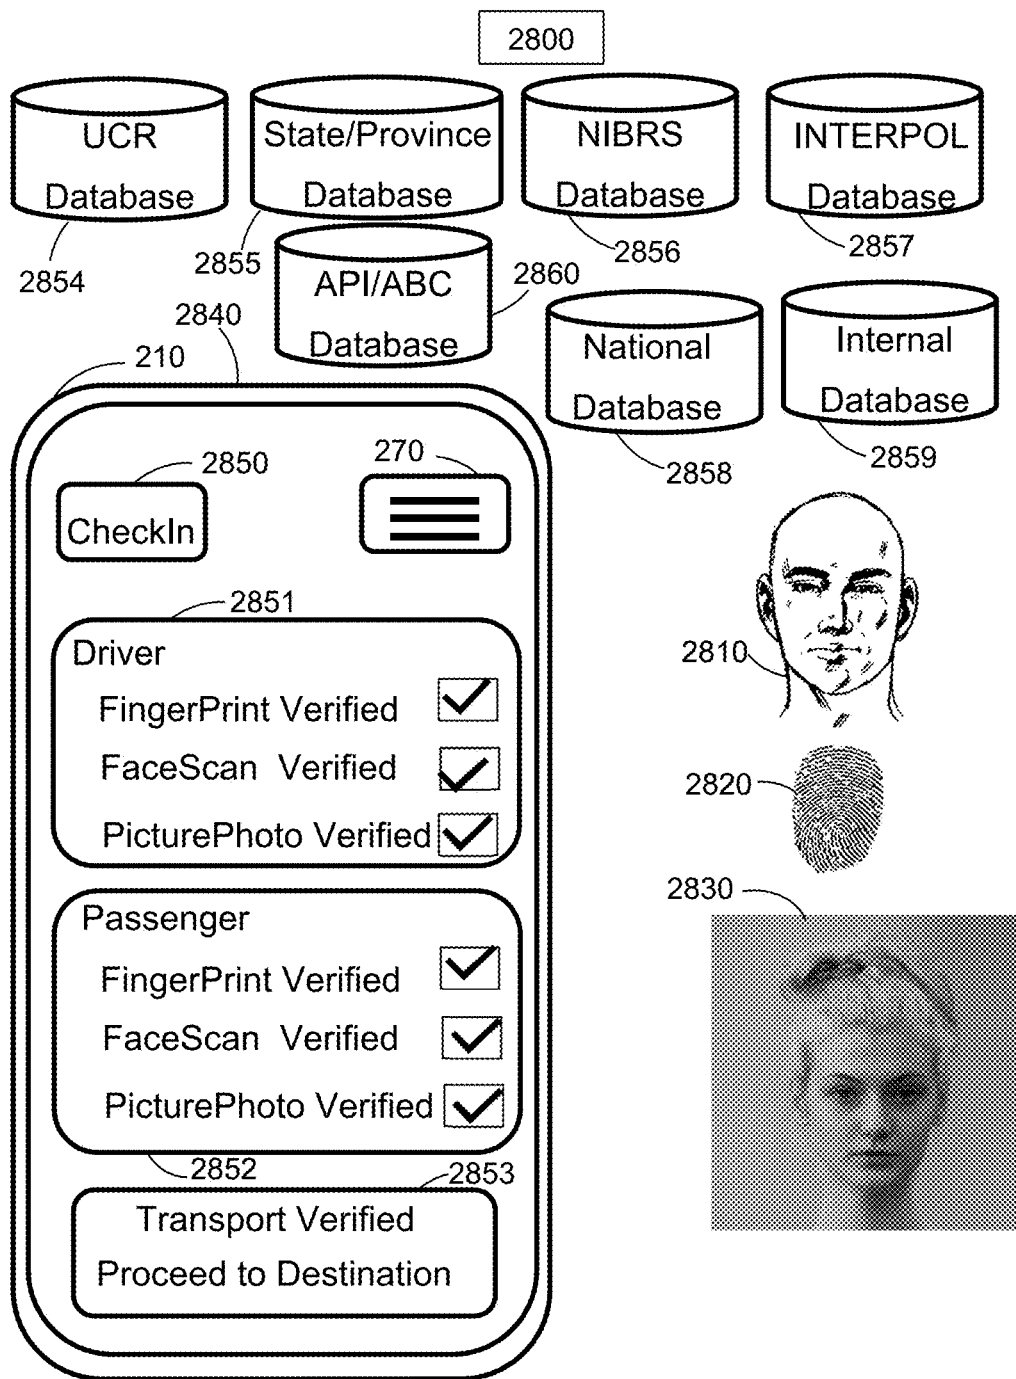 2800
UCR
Database
State/Province
Database
NIBRS
Database
INTERPOL
Database
2854
2855
2856
2857
API/ABC
Database
2860
National
Database
Internal
Database
2858
2859
2840
210
2850
270
CheckIn
2851
Driver
FingerPrint Verified
FaceScan Verified
PicturePhoto Verified
Passenger
FingerPrint Verified
FaceScan Verified
PicturePhoto Verified
2852
2853
Transport Verified
Proceed to Destination
2810
2820
2830